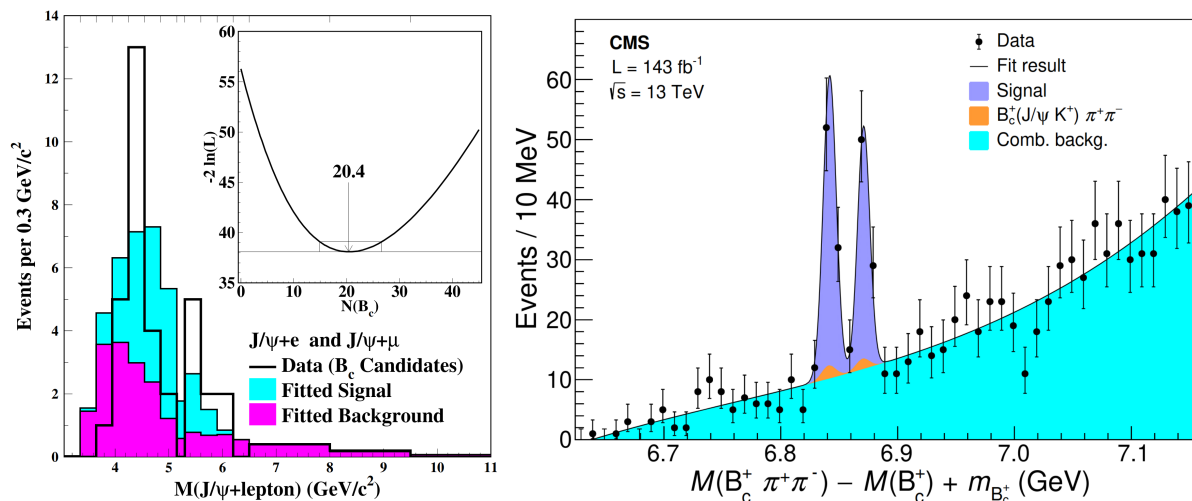 14
12
10
8
6
4
2
0
Events per 0.3 GeV/c²
4 5 6 7 8 9 10 11
M(J/ψ+lepton) (GeV/c²)
60
55
50
-45
40
35
-2 ln(L)
20.4
0 10 20 30 40
N(B_c)
J/ψ+e and J/ψ+μ
Data (B_c Candidates)
Fitted Signal
Fitted Background
CMS
L = 143 fb⁻¹
√s = 13 TeV
Data
Fit result
Signal
B_c⁺(J/ψ K⁺) π⁺π⁻
Comb. backg.
60
50
40
30
20
10
0
Events / 10 MeV
6.7 6.8 6.9 7.0 7.1
M(B_c⁺ π⁺π⁻) − M(B_c⁺) + m_{B_c⁺} (GeV)